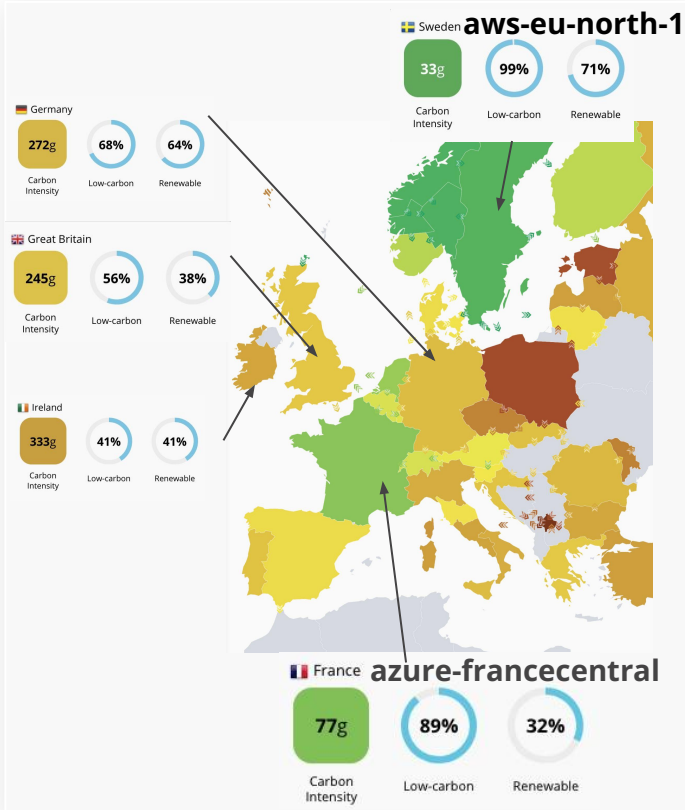 Sweden aws-eu-north-1
33g 99% 71%
Carbon
Intensity
Low-carbon Renewable
Germany
272g 68% 64%
Carbon
Intensity
Low-carbon Renewable
Great Britain
245g 56% 38%
Carbon
Intensity
Low-carbon Renewable
Ireland
333g 41% 41%
Carbon
Intensity
Low-carbon Renewable
France azure-francecentral
77g 89% 32%
Carbon
Intensity
Low-carbon Renewable